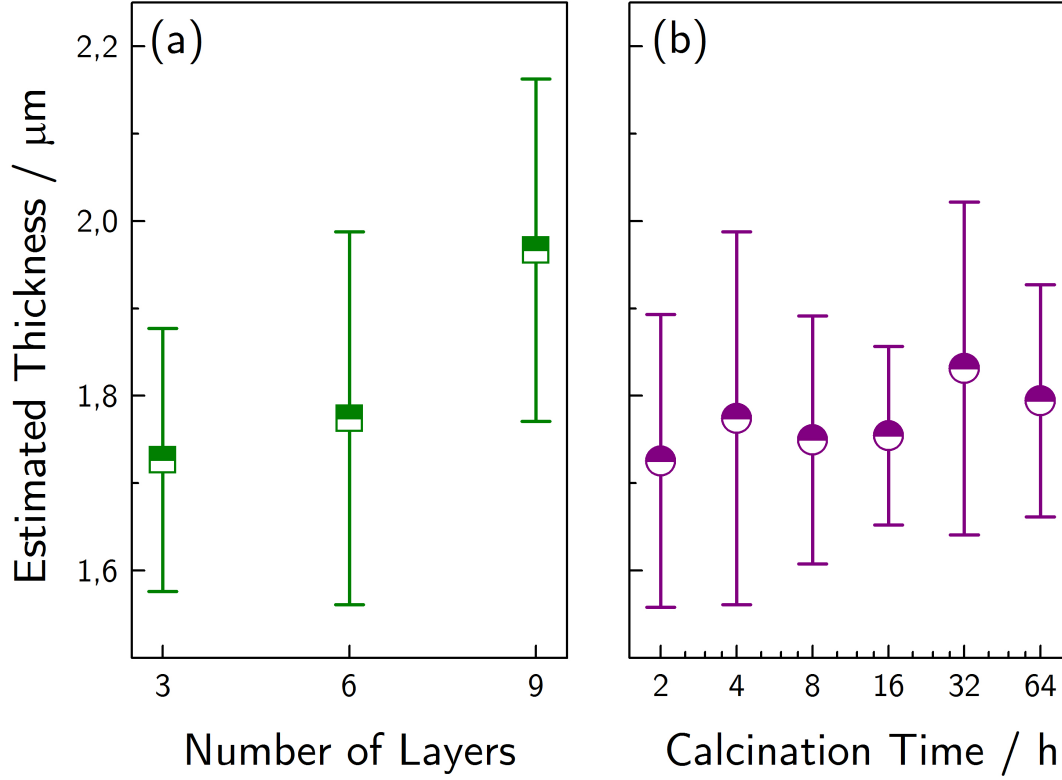 (a)
(b)
Estimated Thickness / μm
2,2
2,0
1,8
1,6
3 6 9
2 4 8 16 32 64
Number of Layers
Calcination Time / h